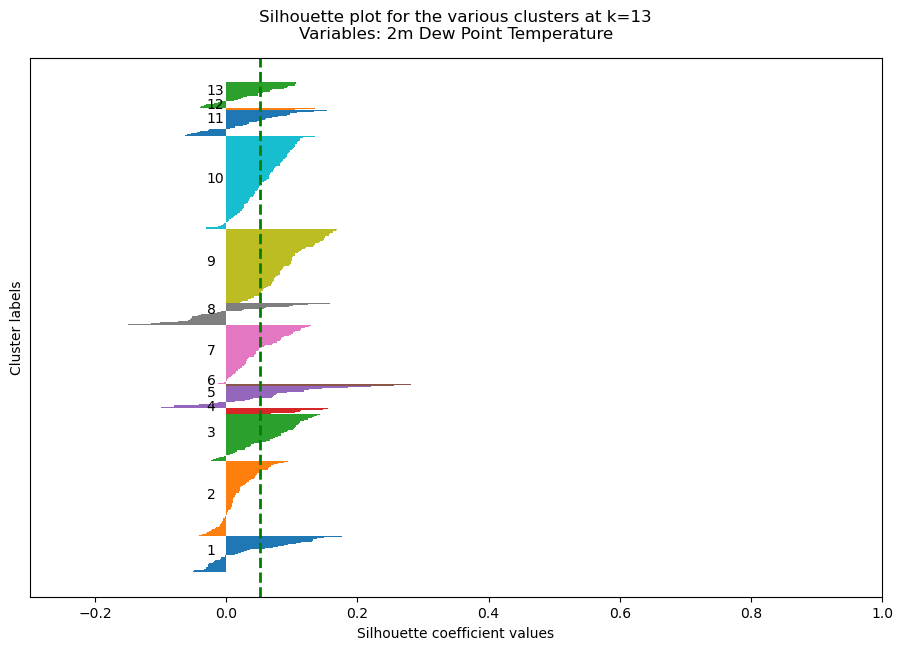 Silhouette plot for the various clusters at k=13
Variables: 2m Dew Point Temperature
Cluster labels
13
12
11
10
9
8
7
6
5
4
3
2
1
−0.2 0.0 0.2 0.4 0.6 0.8 1.0
Silhouette coefficient values